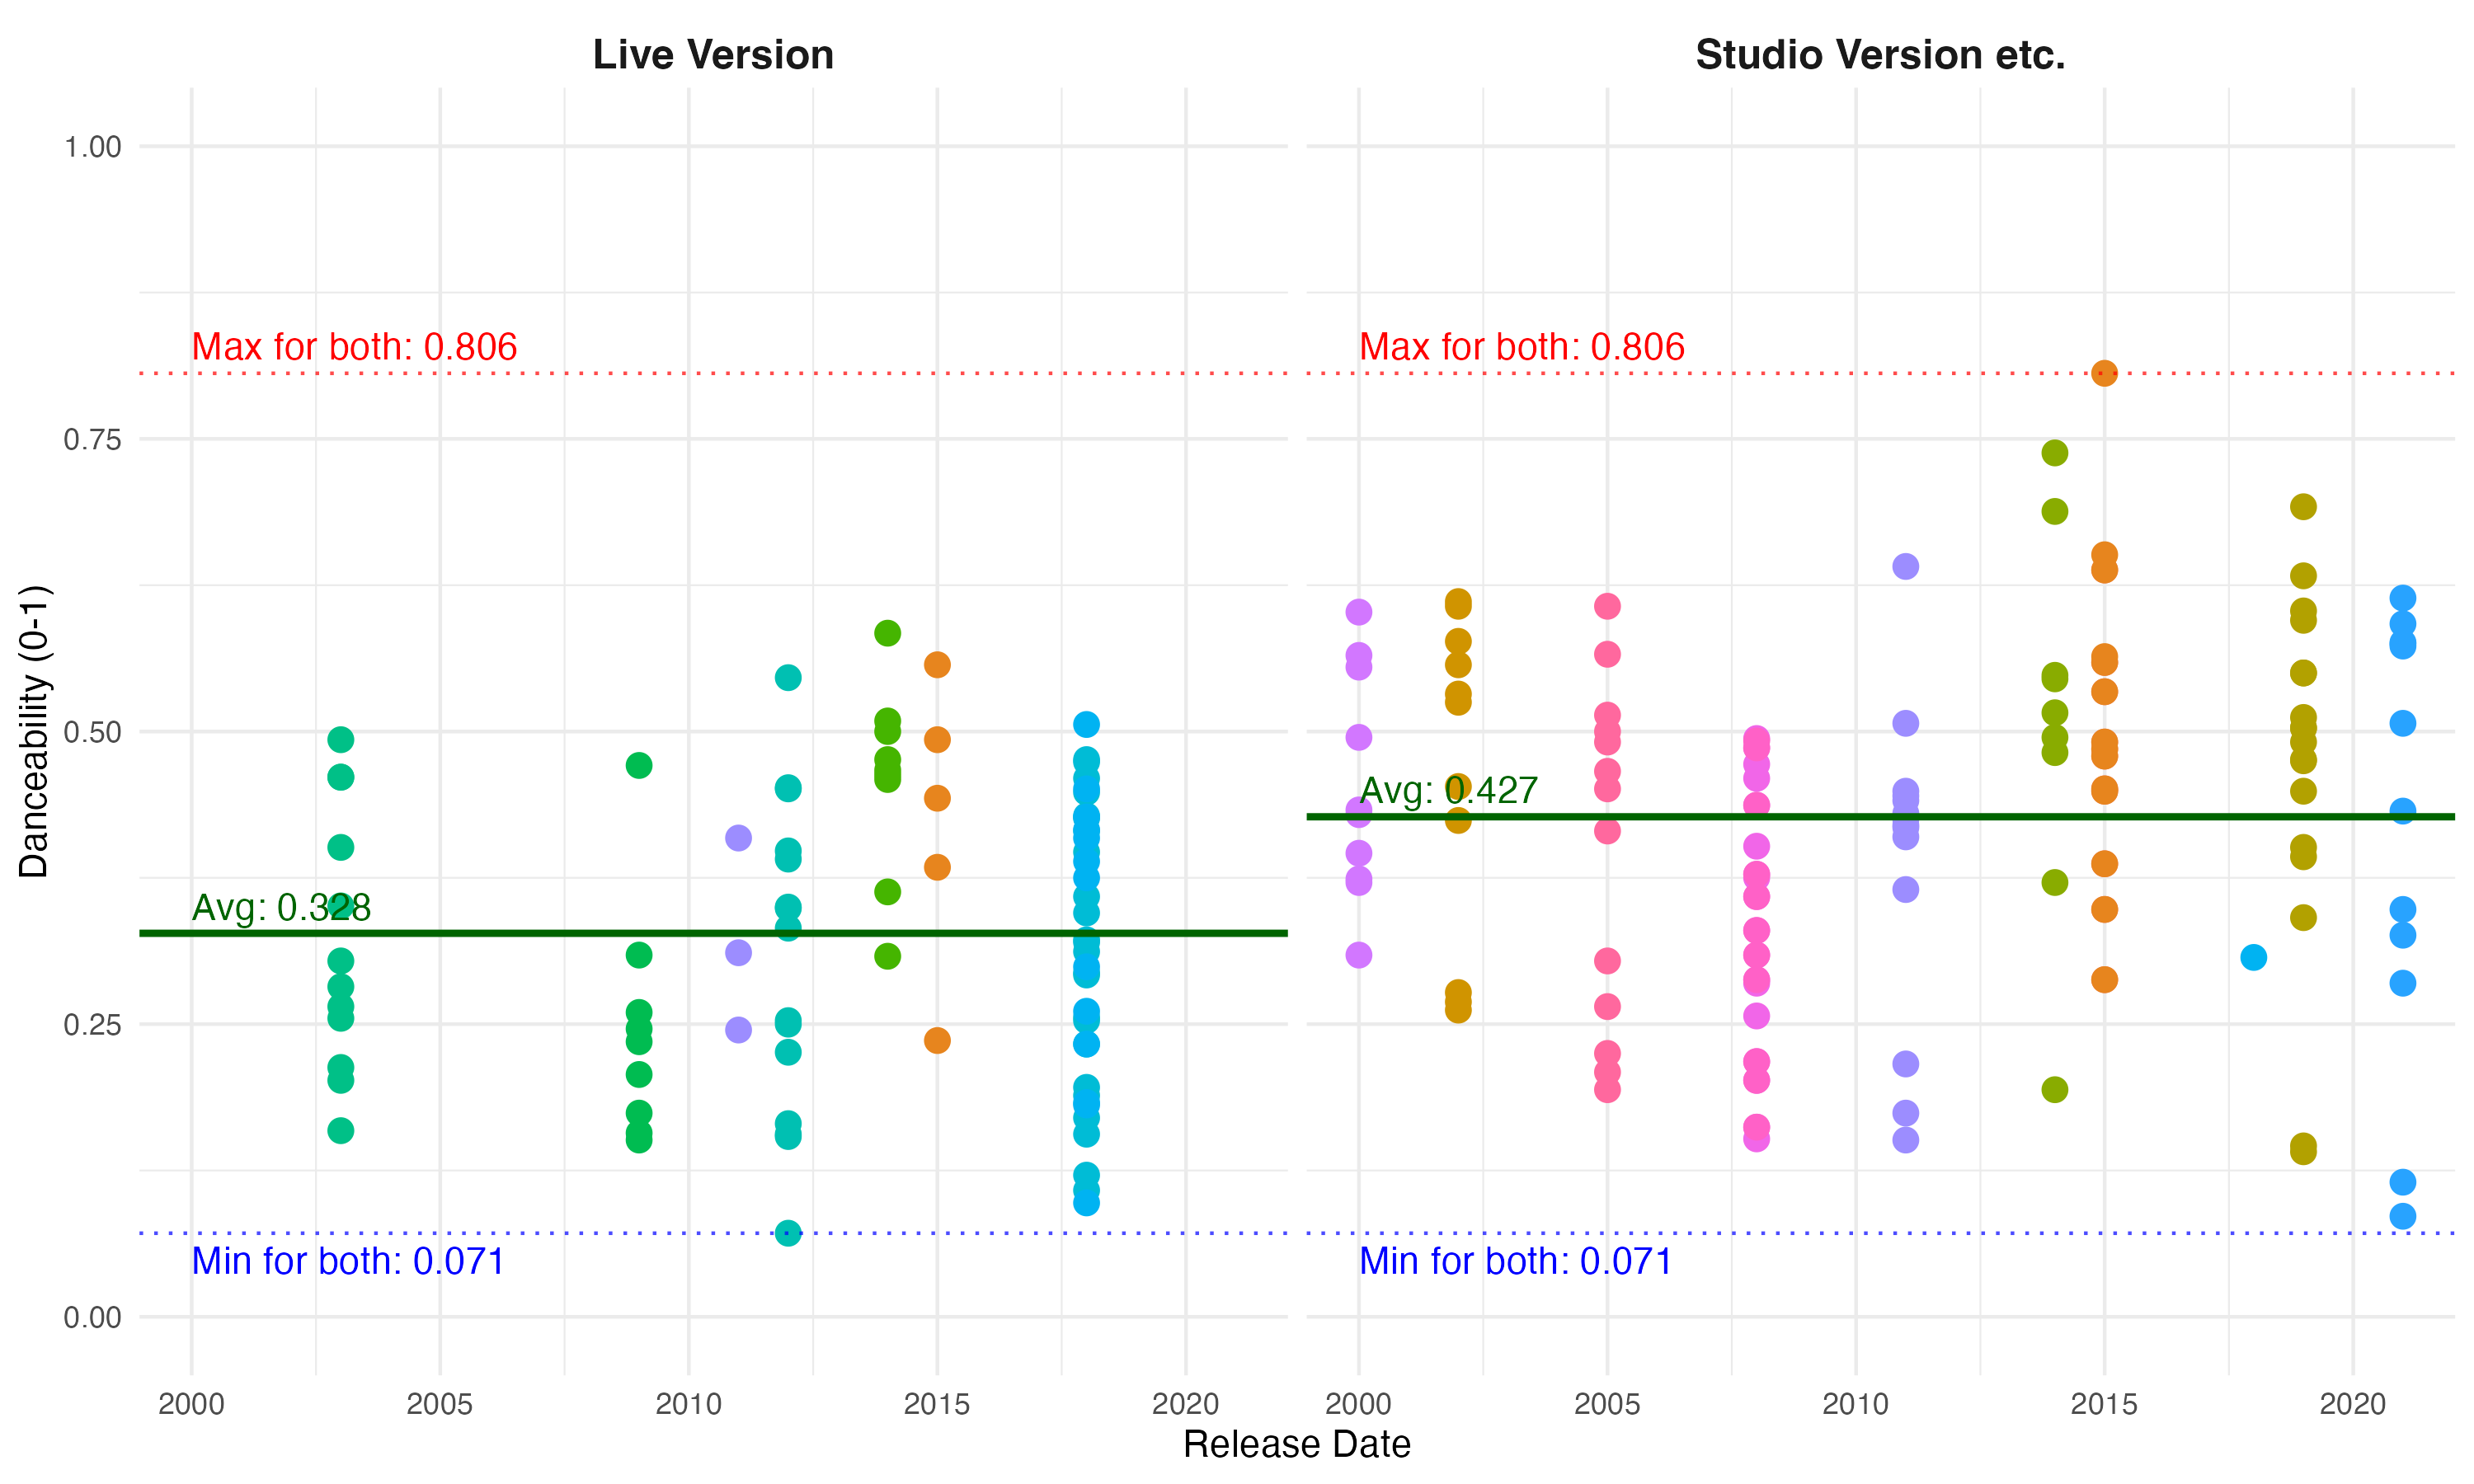 Live Version
Studio Version etc.
1.00
0.75
0.50
0.25
0.00
Danceability (0-1)
Max for both: 0.806
Max for both: 0.806
Avg: 0.427
Avg: 0.328
Min for both: 0.071
Min for both: 0.071
2000 2005 2010 2015 2020
2000 2005 2010 2015 2020
Release Date